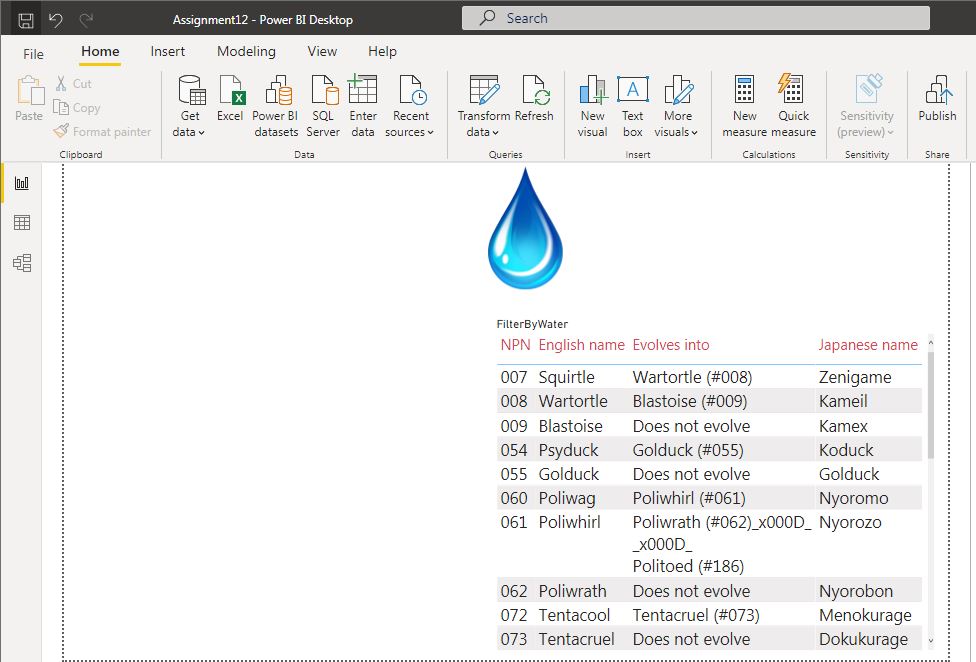 Assignment12 - Power BI Desktop
Search
File Home Insert Modeling View Help
Paste
Cut
Copy
Format painter
Clipboard
Get data
Excel
Power BI datasets
SQL Server
Enter data
Recent sources
Data
Transform data
Refresh
Queries
New visual
Text box
More visuals
Insert
New measure
Quick measure
Calculations
Sensitivity (preview)
Sensitivity
Publish
Share
FilterByWater
NPN English name Evolves into Japanese name
007 Squirtle Wartortle (#008) Zenigame
008 Wartortle Blastoise (#009) Kameil
009 Blastoise Does not evolve Kamex
054 Psyduck Golduck (#055) Koduck
055 Golduck Does not evolve Golduck
060 Poliwag Poliwhirl (#061) Nyoromo
061 Poliwhirl Poliwrath (#062)_x000D_ Nyorozo
_x000D_
Politoed (#186)
062 Poliwrath Does not evolve Nyorobon
072 Tentacool Tentacruel (#073) Menokurage
073 Tentacruel Does not evolve Dokukurage